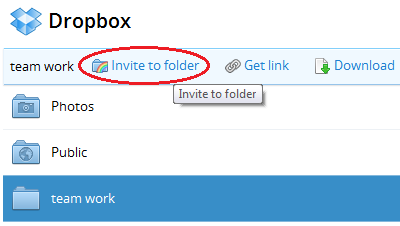 Dropbox
team work Invite to folder Get link Download
Invite to folder
Photos
Public
team work